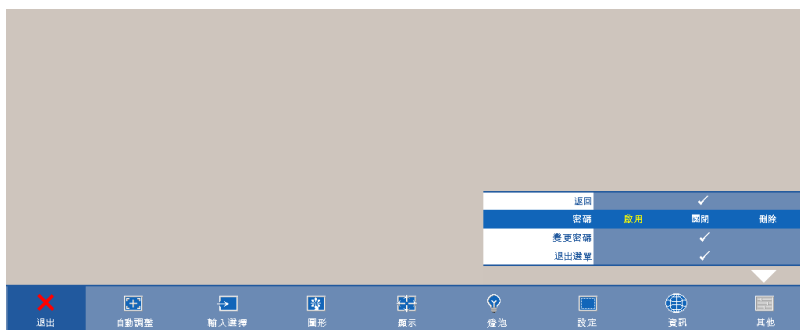 退回
密碼 啟用 關閉 刪除
變更密碼
退出選單
退出 自動調整 輸入選擇 圖形 顯示 燈泡 設定 資訊 其他